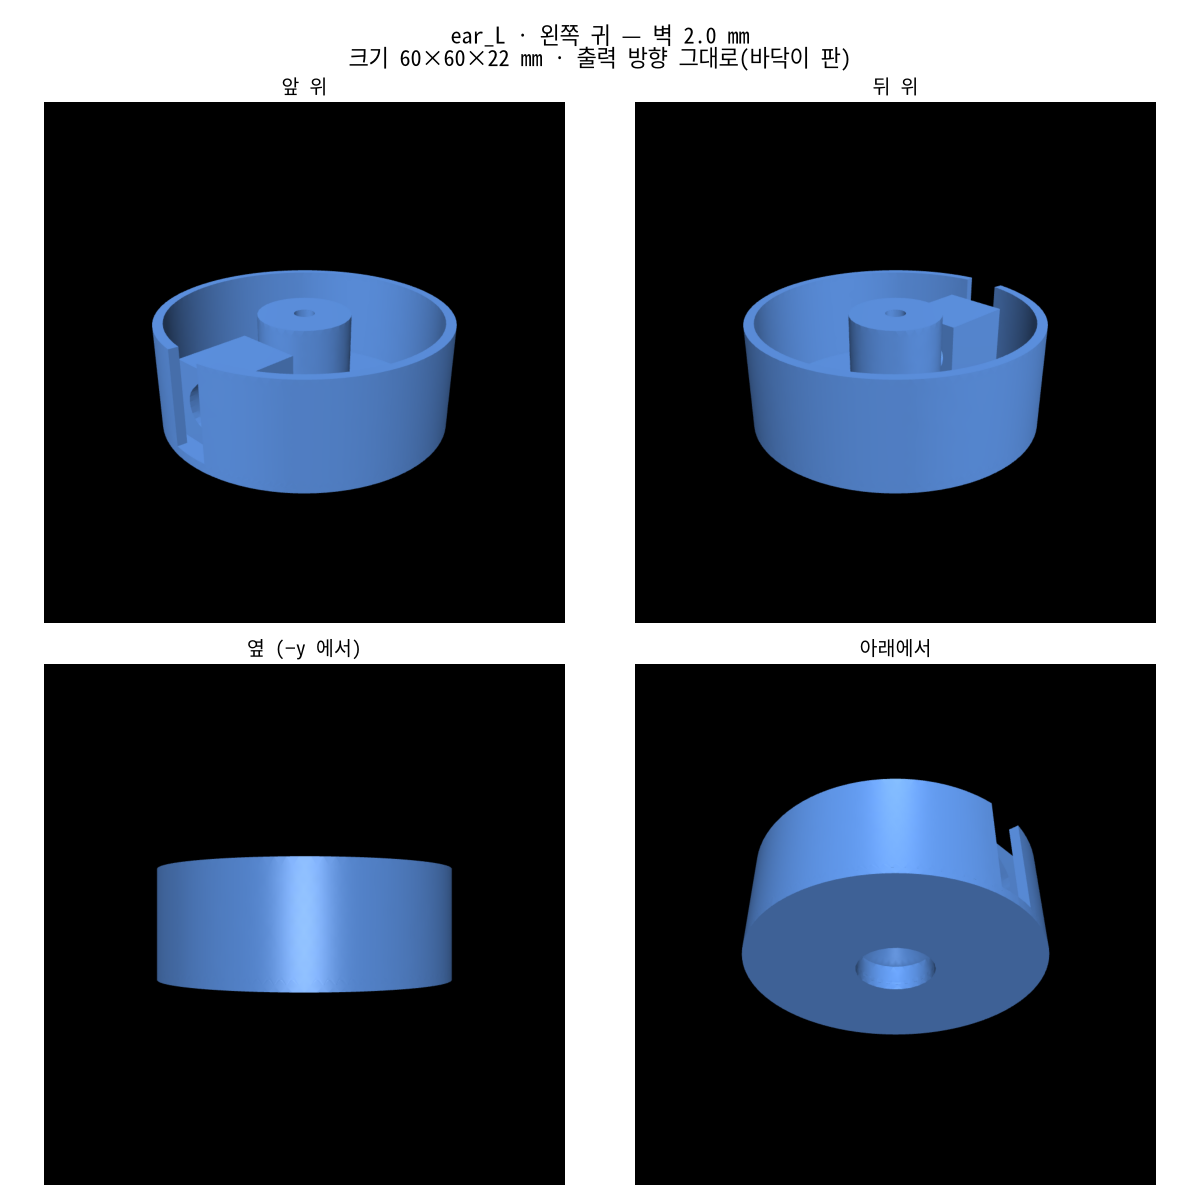 ear_L · 왼쪽 귀 — 벽 2.0 mm
크기 60×60×22 mm · 출력 방향 그대로(바닥이 판)
앞 위
뒤 위
옆 (−y 에서)
아래에서